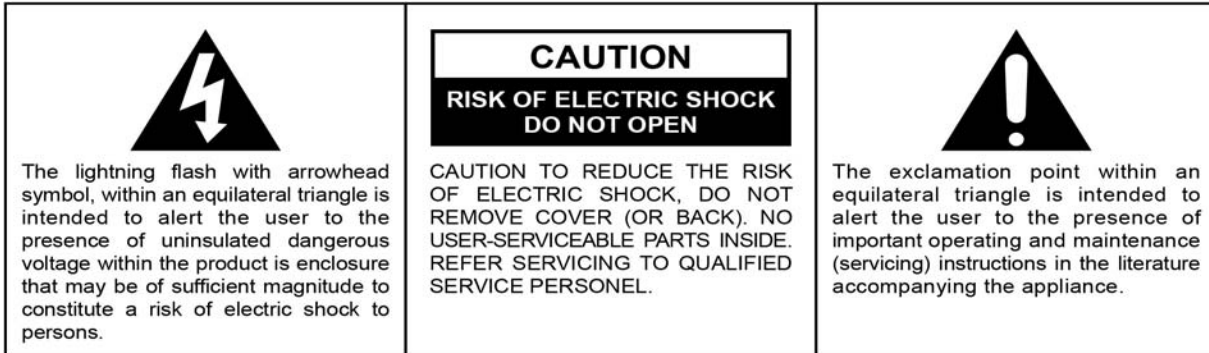 The lightning flash with arrowhead
symbol, within an equilateral triangle is
intended to alert the user to the
presence of uninsulated dangerous
voltage within the product is enclosure
that may be of sufficient magnitude to
constitute a risk of electric shock to
persons.
CAUTION
RISK OF ELECTRIC SHOCK
DO NOT OPEN
CAUTION TO REDUCE THE RISK
OF ELECTRIC SHOCK, DO NOT
REMOVE COVER (OR BACK). NO
USER-SERVICEABLE PARTS INSIDE.
REFER SERVICING TO QUALIFIED
SERVICE PERSONEL.
The exclamation point within an
equilateral triangle is intended to
alert the user to the presence of
important operating and maintenance
(servicing) instructions in the literature
accompanying the appliance.